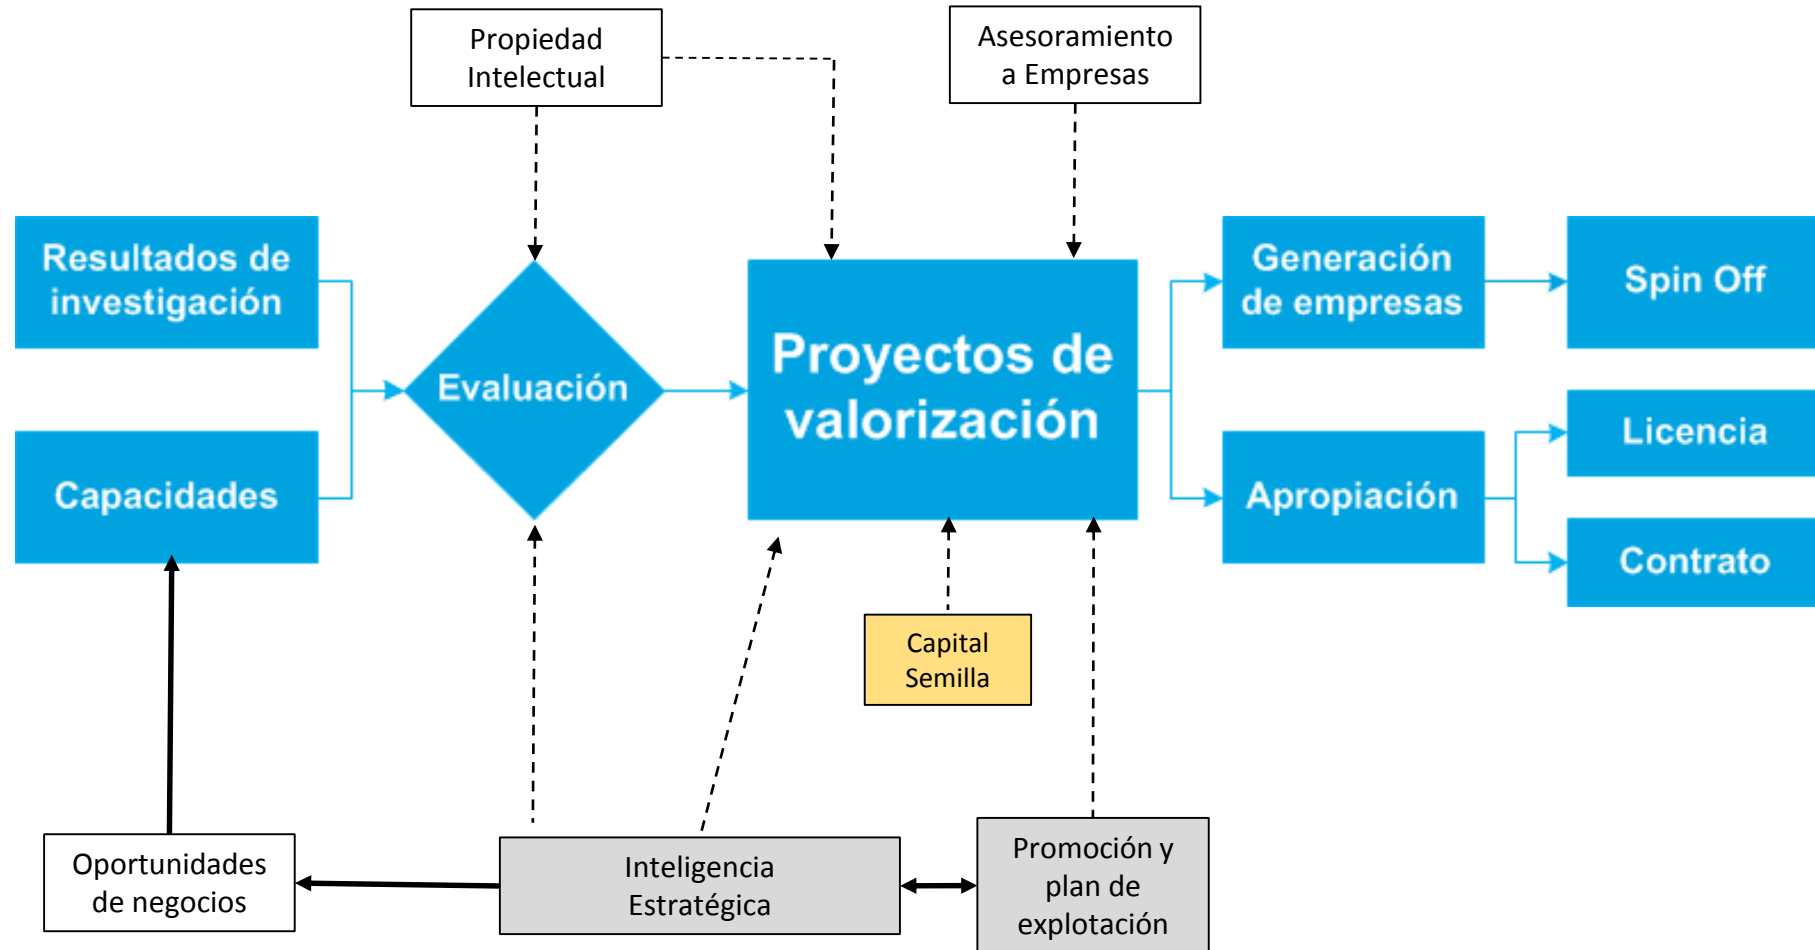 Propiedad
Intelectual
Asesoramiento
a Empresas
Resultados de
investigación
Capacidades
Evaluación
Proyectos de
valorización
Generación
de empresas
Spin Off
Apropiación
Licencia
Contrato
Capital
Semilla
Oportunidades
de negocios
Inteligencia
Estratégica
Promoción y
plan de
explotación